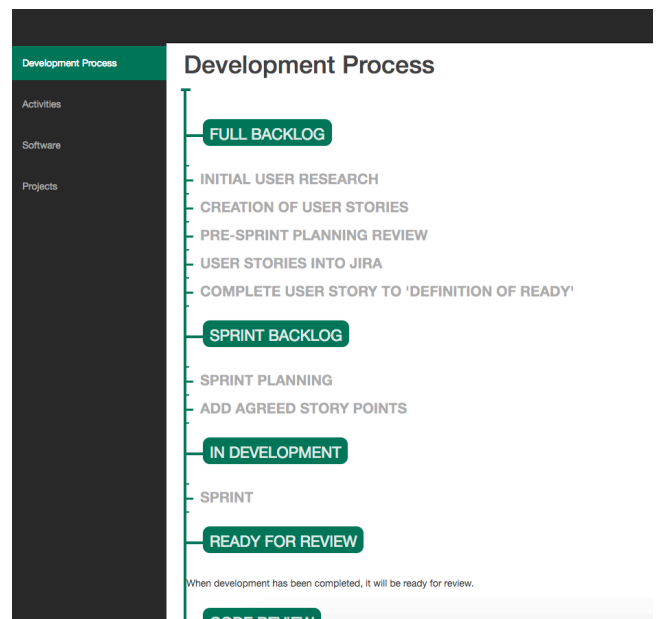 Development Process
Activities
Software
Projects
Development Process
FULL BACKLOG
INITIAL USER RESEARCH
CREATION OF USER STORIES
PRE-SPRINT PLANNING REVIEW
USER STORIES INTO JIRA
COMPLETE USER STORY TO 'DEFINITION OF READY'
SPRINT BACKLOG
SPRINT PLANNING
ADD AGREED STORY POINTS
IN DEVELOPMENT
SPRINT
READY FOR REVIEW
When development has been completed, it will be ready for review.
CODE REVIEW